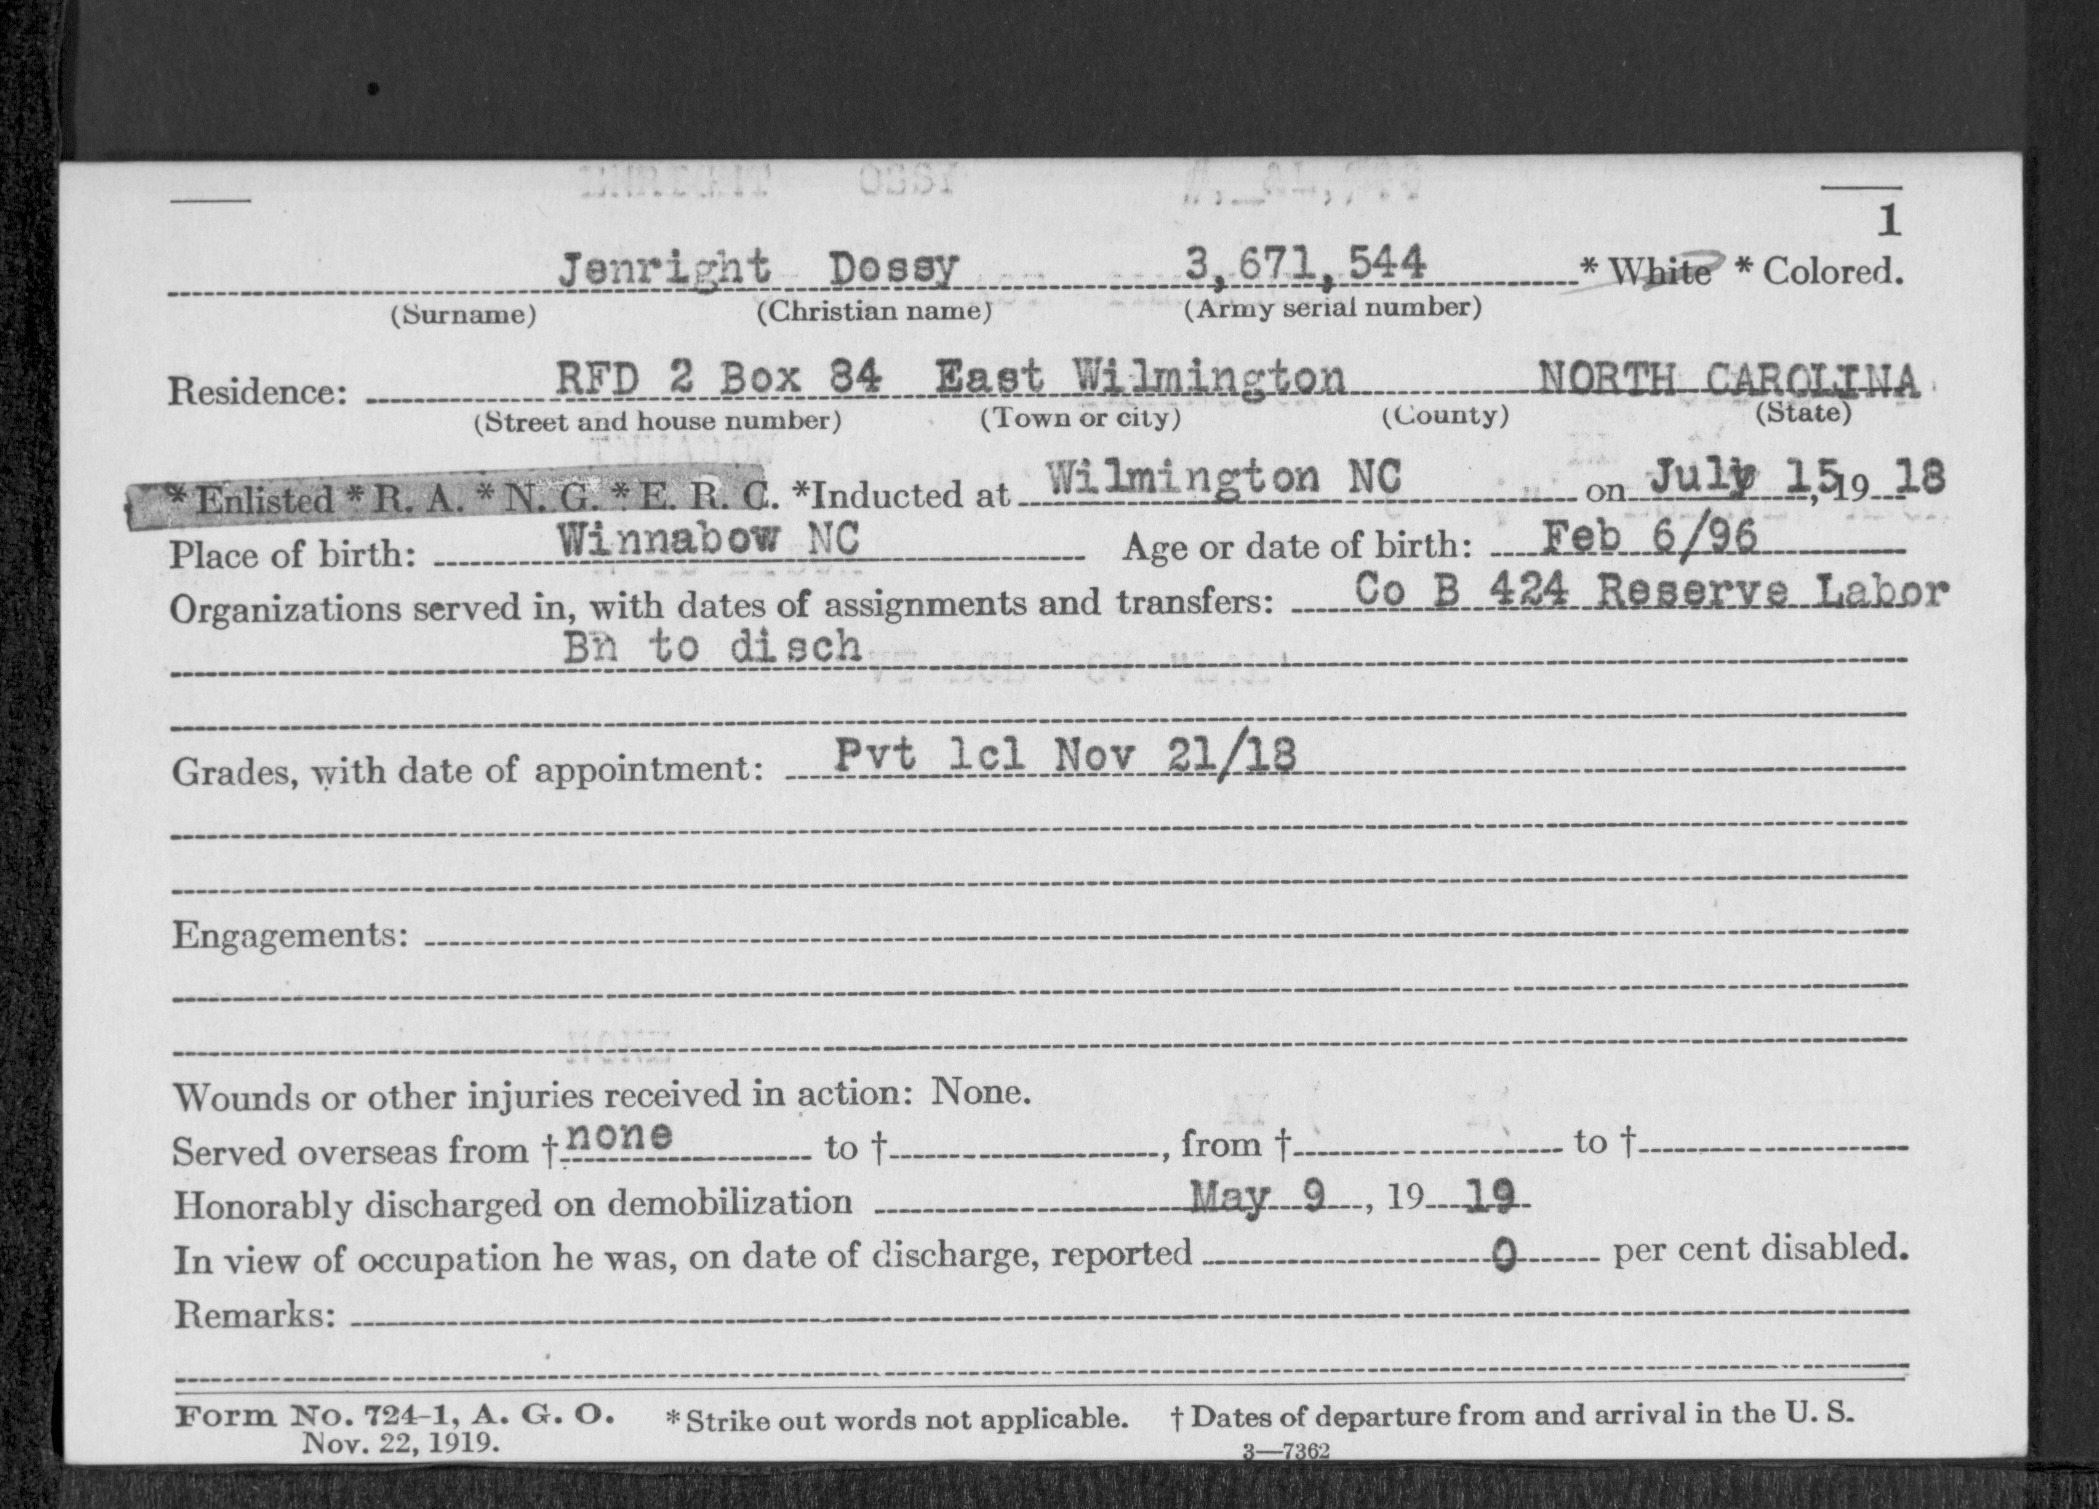 1
Jenright Dossy 3,671,544 * White * Colored.
(Surname) (Christian name) (Army serial number)
Residence: RFD 2 Box 84 East Wilmington NORTH CAROLINA
(Street and house number) (Town or city) (County) (State)
* Enlisted * R. A. * N. G. * E. R. C. *Inducted at Wilmington NC on July 15, 19 18
Place of birth: Winnabow NC Age or date of birth: Feb 6/96
Organizations served in, with dates of assignments and transfers: Co B 424 Reserve Labor
Bn to disch
Grades, with date of appointment: Pvt 1cl Nov 21/18
Engagements:
Wounds or other injuries received in action: None.
Served overseas from † none to †, from † to †
Honorably discharged on demobilization May 9, 19 19
In view of occupation he was, on date of discharge, reported 0 per cent disabled.
Remarks:
Form No. 724-1, A. G. O. * Strike out words not applicable. † Dates of departure from and arrival in the U. S.
Nov. 22, 1919. 3—7362